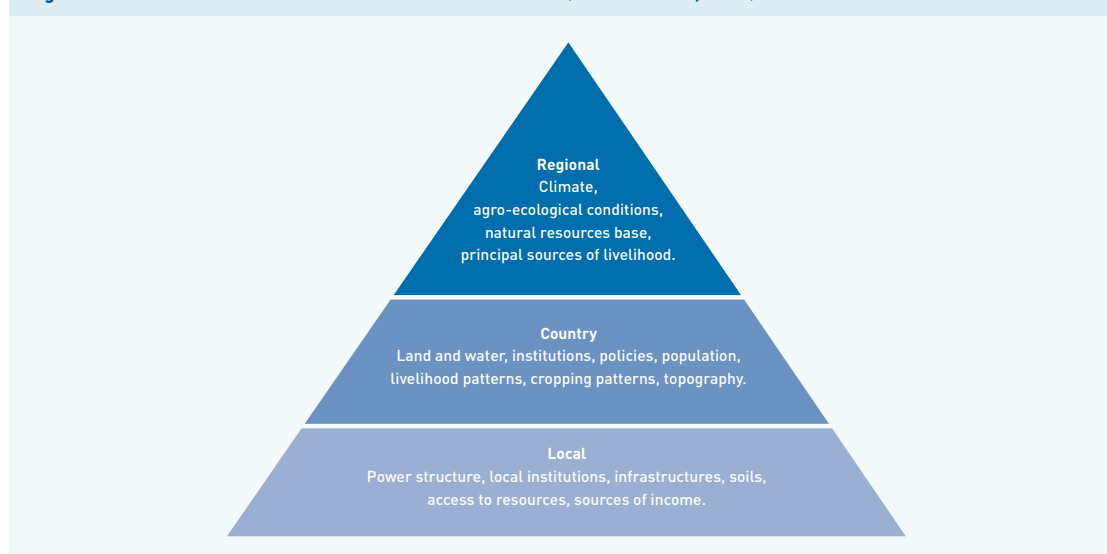 Regional
Climate,
agro-ecological conditions,
natural resources base,
principal sources of livelihood.
Country
Land and water, institutions, policies, population,
livelihood patterns, cropping patterns, topography.
Local
Power structure, local institutions, infrastructures, soils,
access to resources, sources of income.